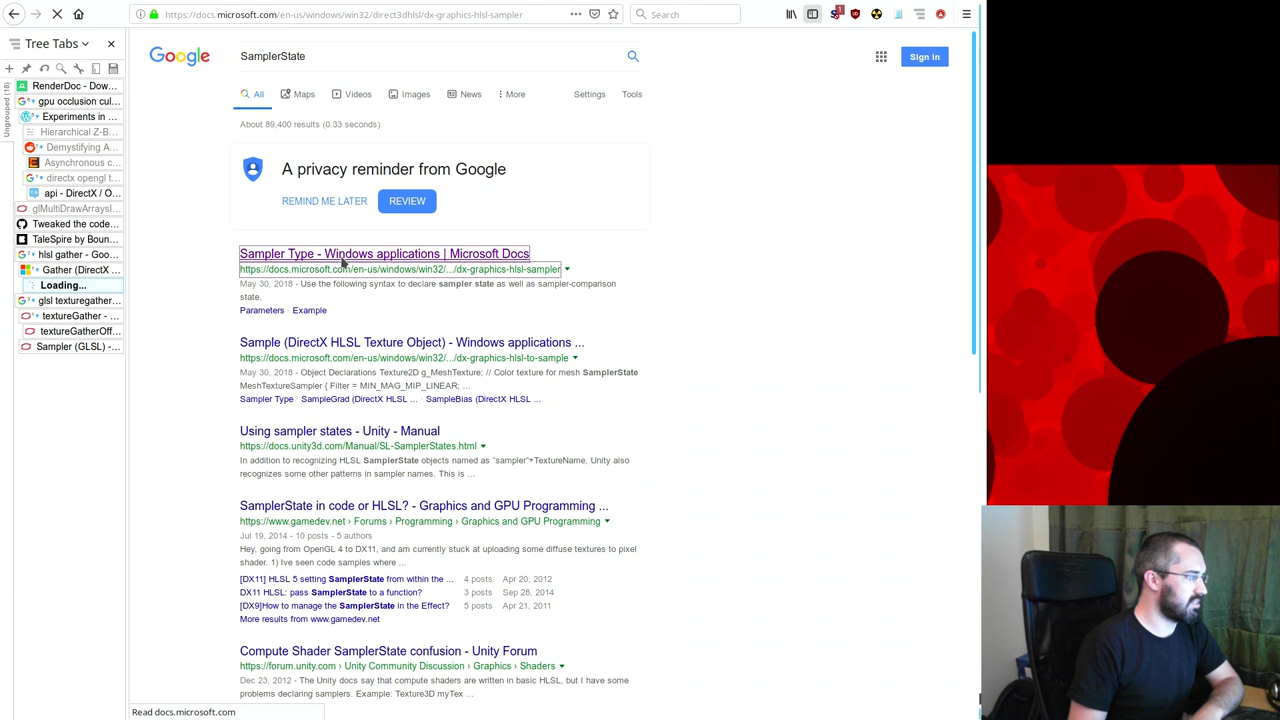 https://docs.microsoft.com/en-us/windows/win32/direct3dhlsl/dx-graphics-hlsl-sampler
Search
1
Tree Tabs
Ungrouped (18)
RenderDoc - Dow...
gpu occlusion cul...
Experiments in ...
Hierarchical Z-B...
Demystifying A...
Asynchronous c...
directx opengl t...
api - DirectX / O...
glMultiDrawArraysI...
Tweaked the code...
TaleSpire by Boun...
hlsl gather - Goo...
Gather (DirectX ...
Loading...
glsl texturegather...
textureGather - ...
textureGatherOff...
Sampler (GLSL) -...
Google
SamplerState
Sign in
All
Maps
Videos
Images
News
More
Settings
Tools
About 89,400 results (0.33 seconds)
A privacy reminder from Google
REMIND ME LATER
REVIEW
Sampler Type - Windows applications | Microsoft Docs
https://docs.microsoft.com/en-us/windows/win32/.../dx-graphics-hlsl-sampler
May 30, 2018 - Use the following syntax to declare sampler state as well as sampler-comparison
state.
Parameters · Example
Sample (DirectX HLSL Texture Object) - Windows applications ...
https://docs.microsoft.com/en-us/windows/win32/.../dx-graphics-hlsl-to-sample
May 30, 2018 - Object Declarations Texture2D g_MeshTexture; // Color texture for mesh SamplerState
MeshTextureSampler { Filter = MIN_MAG_MIP_LINEAR; ...
Sampler Type · SampleGrad (DirectX HLSL ... · SampleBias (DirectX HLSL ...
Using sampler states - Unity - Manual
https://docs.unity3d.com/Manual/SL-SamplerStates.html
In addition to recognizing HLSL SamplerState objects named as "sampler"+TextureName, Unity also
recognizes some other patterns in sampler names. This is ...
SamplerState in code or HLSL? - Graphics and GPU Programming ...
https://www.gamedev.net › Forums › Programming › Graphics and GPU Programming
Jul 19, 2014 - 10 posts - 5 authors
Hey, going from OpenGL 4 to DX11, and am currently stuck at uploading some diffuse textures to pixel
shader. 1) Ive seen code samples where ...
[DX11] HLSL 5 setting SamplerState from within the ... 4 posts Apr 20, 2012
DX11 HLSL: pass SamplerState to a function? 3 posts Sep 28, 2014
[DX9]How to manage the SamplerState in the Effect? 5 posts Apr 21, 2011
More results from www.gamedev.net
Compute Shader SamplerState confusion - Unity Forum
https://forum.unity.com › Unity Community Discussion › Graphics › Shaders
Dec 23, 2012 - The Unity docs say that compute shaders are written in basic HLSL, but I have some
problems declaring samplers. Example: Texture3D myTex ...
Read docs.microsoft.com